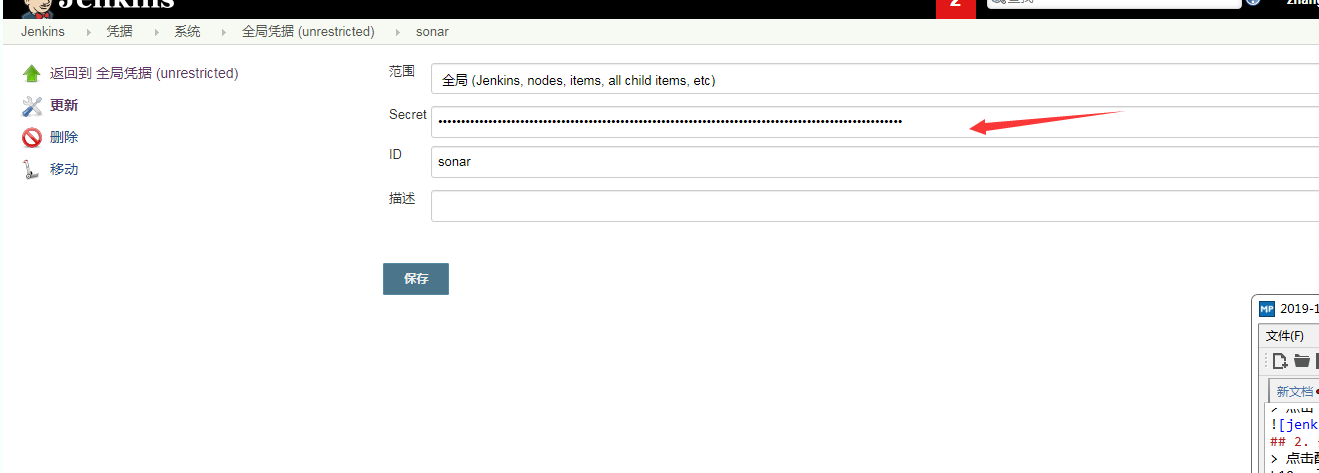 Jenkins
2
查找
zhang
Jenkins 凭据 系统 全局凭据 (unrestricted) sonar
返回到 全局凭据 (unrestricted)
更新
删除
移动
范围
全局 (Jenkins, nodes, items, all child items, etc)
Secret
ID
sonar
描述
保存
MP 2019-1
文件(F)
新文档
> 点击
![jenk
## 2.
> 点击